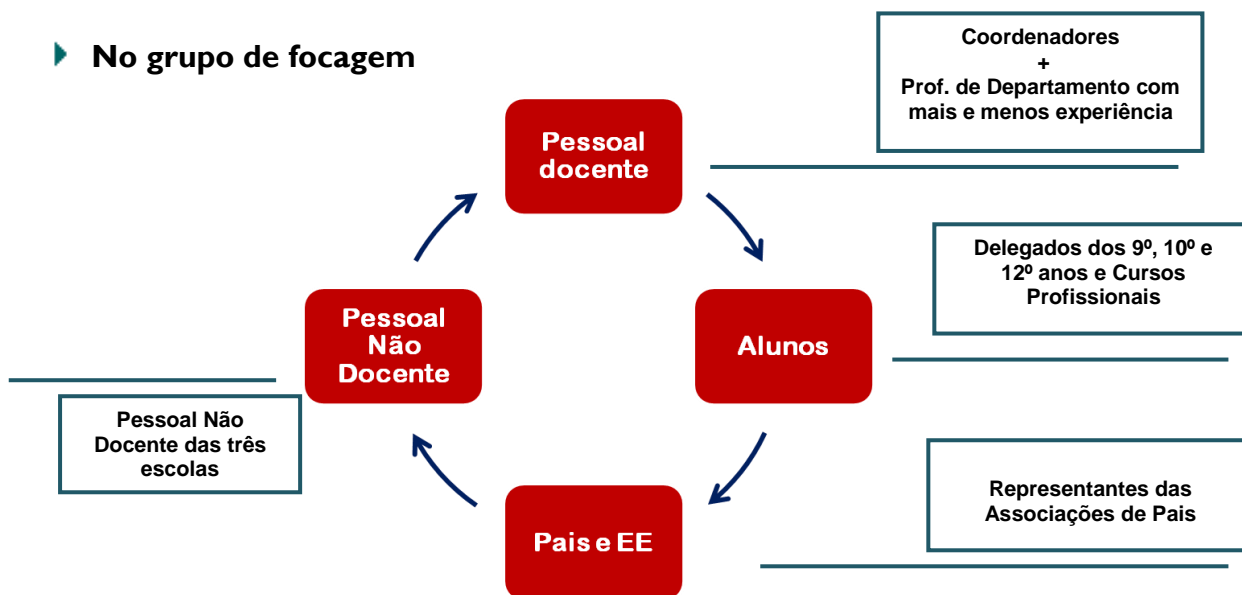 No grupo de focagem
Coordenadores
+
Prof. de Departamento com
mais e menos experiência
Pessoal
docente
Delegados dos 9º, 10º e
12º anos e Cursos
Profissionais
Alunos
Pessoal
Não
Docente
Pessoal Não
Docente das três
escolas
Representantes das
Associações de Pais
Pais e EE